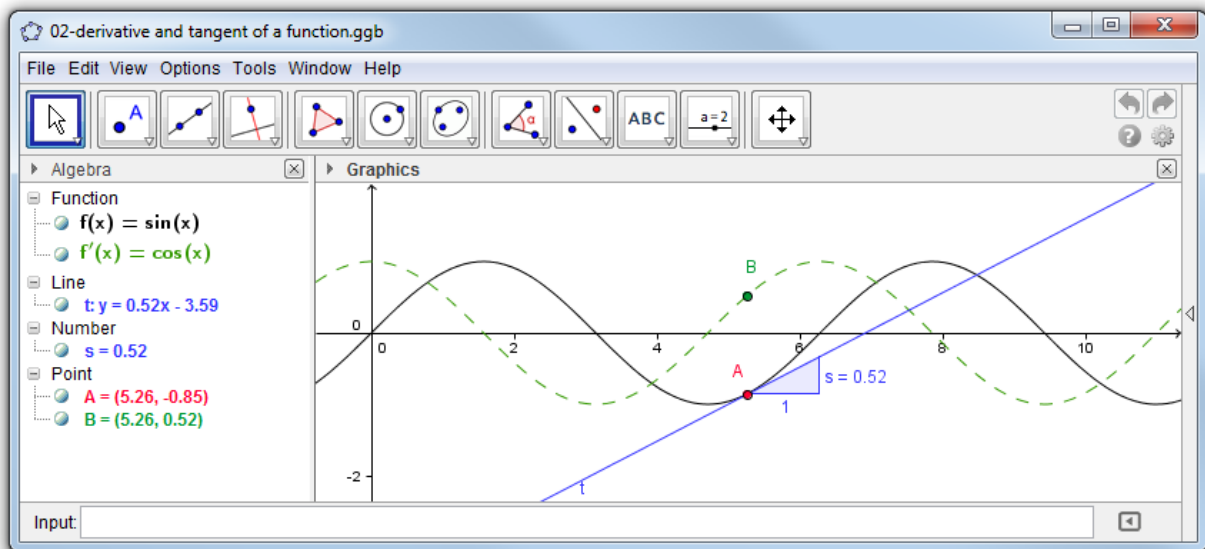 02-derivative and tangent of a function.ggb
File Edit View Options Tools Window Help
A
α
ABC
a = 2
Algebra
Graphics
Function
f(x) = sin(x)
f′(x) = cos(x)
Line
t: y = 0.52x - 3.59
Number
s = 0.52
Point
A = (5.26, -0.85)
B = (5.26, 0.52)
B
0
0 2 4 6 8 10
A
s = 0.52
1
-2
t
Input: